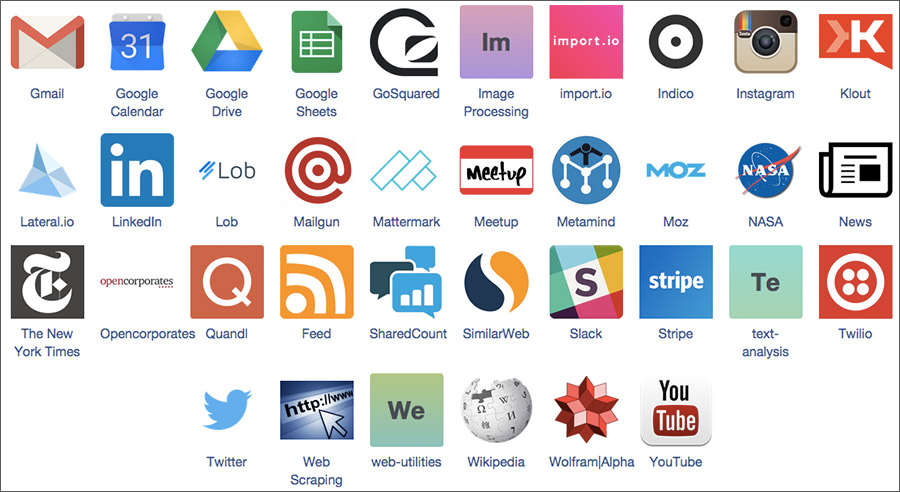 31
Im
import.io
Gmail
Google
Calendar
Google
Drive
Google
Sheets
GoSquared
Image
Processing
import.io
Indico
Instagram
Klout
in
Lob
Meetup
MOZ
NASA
Lateral.io
LinkedIn
Lob
Mailgun
Mattermark
Meetup
Metamind
Moz
NASA
News
T
opencorporates
Q
S
stripe
Te
The New
York Times
Opencorporates
Quandl
Feed
SharedCount
SimilarWeb
Slack
Stripe
text-
analysis
Twilio
http://www
We
Ω W И
You
Tube
Twitter
Web
Scraping
web-utilities
Wikipedia
Wolfram|Alpha
YouTube